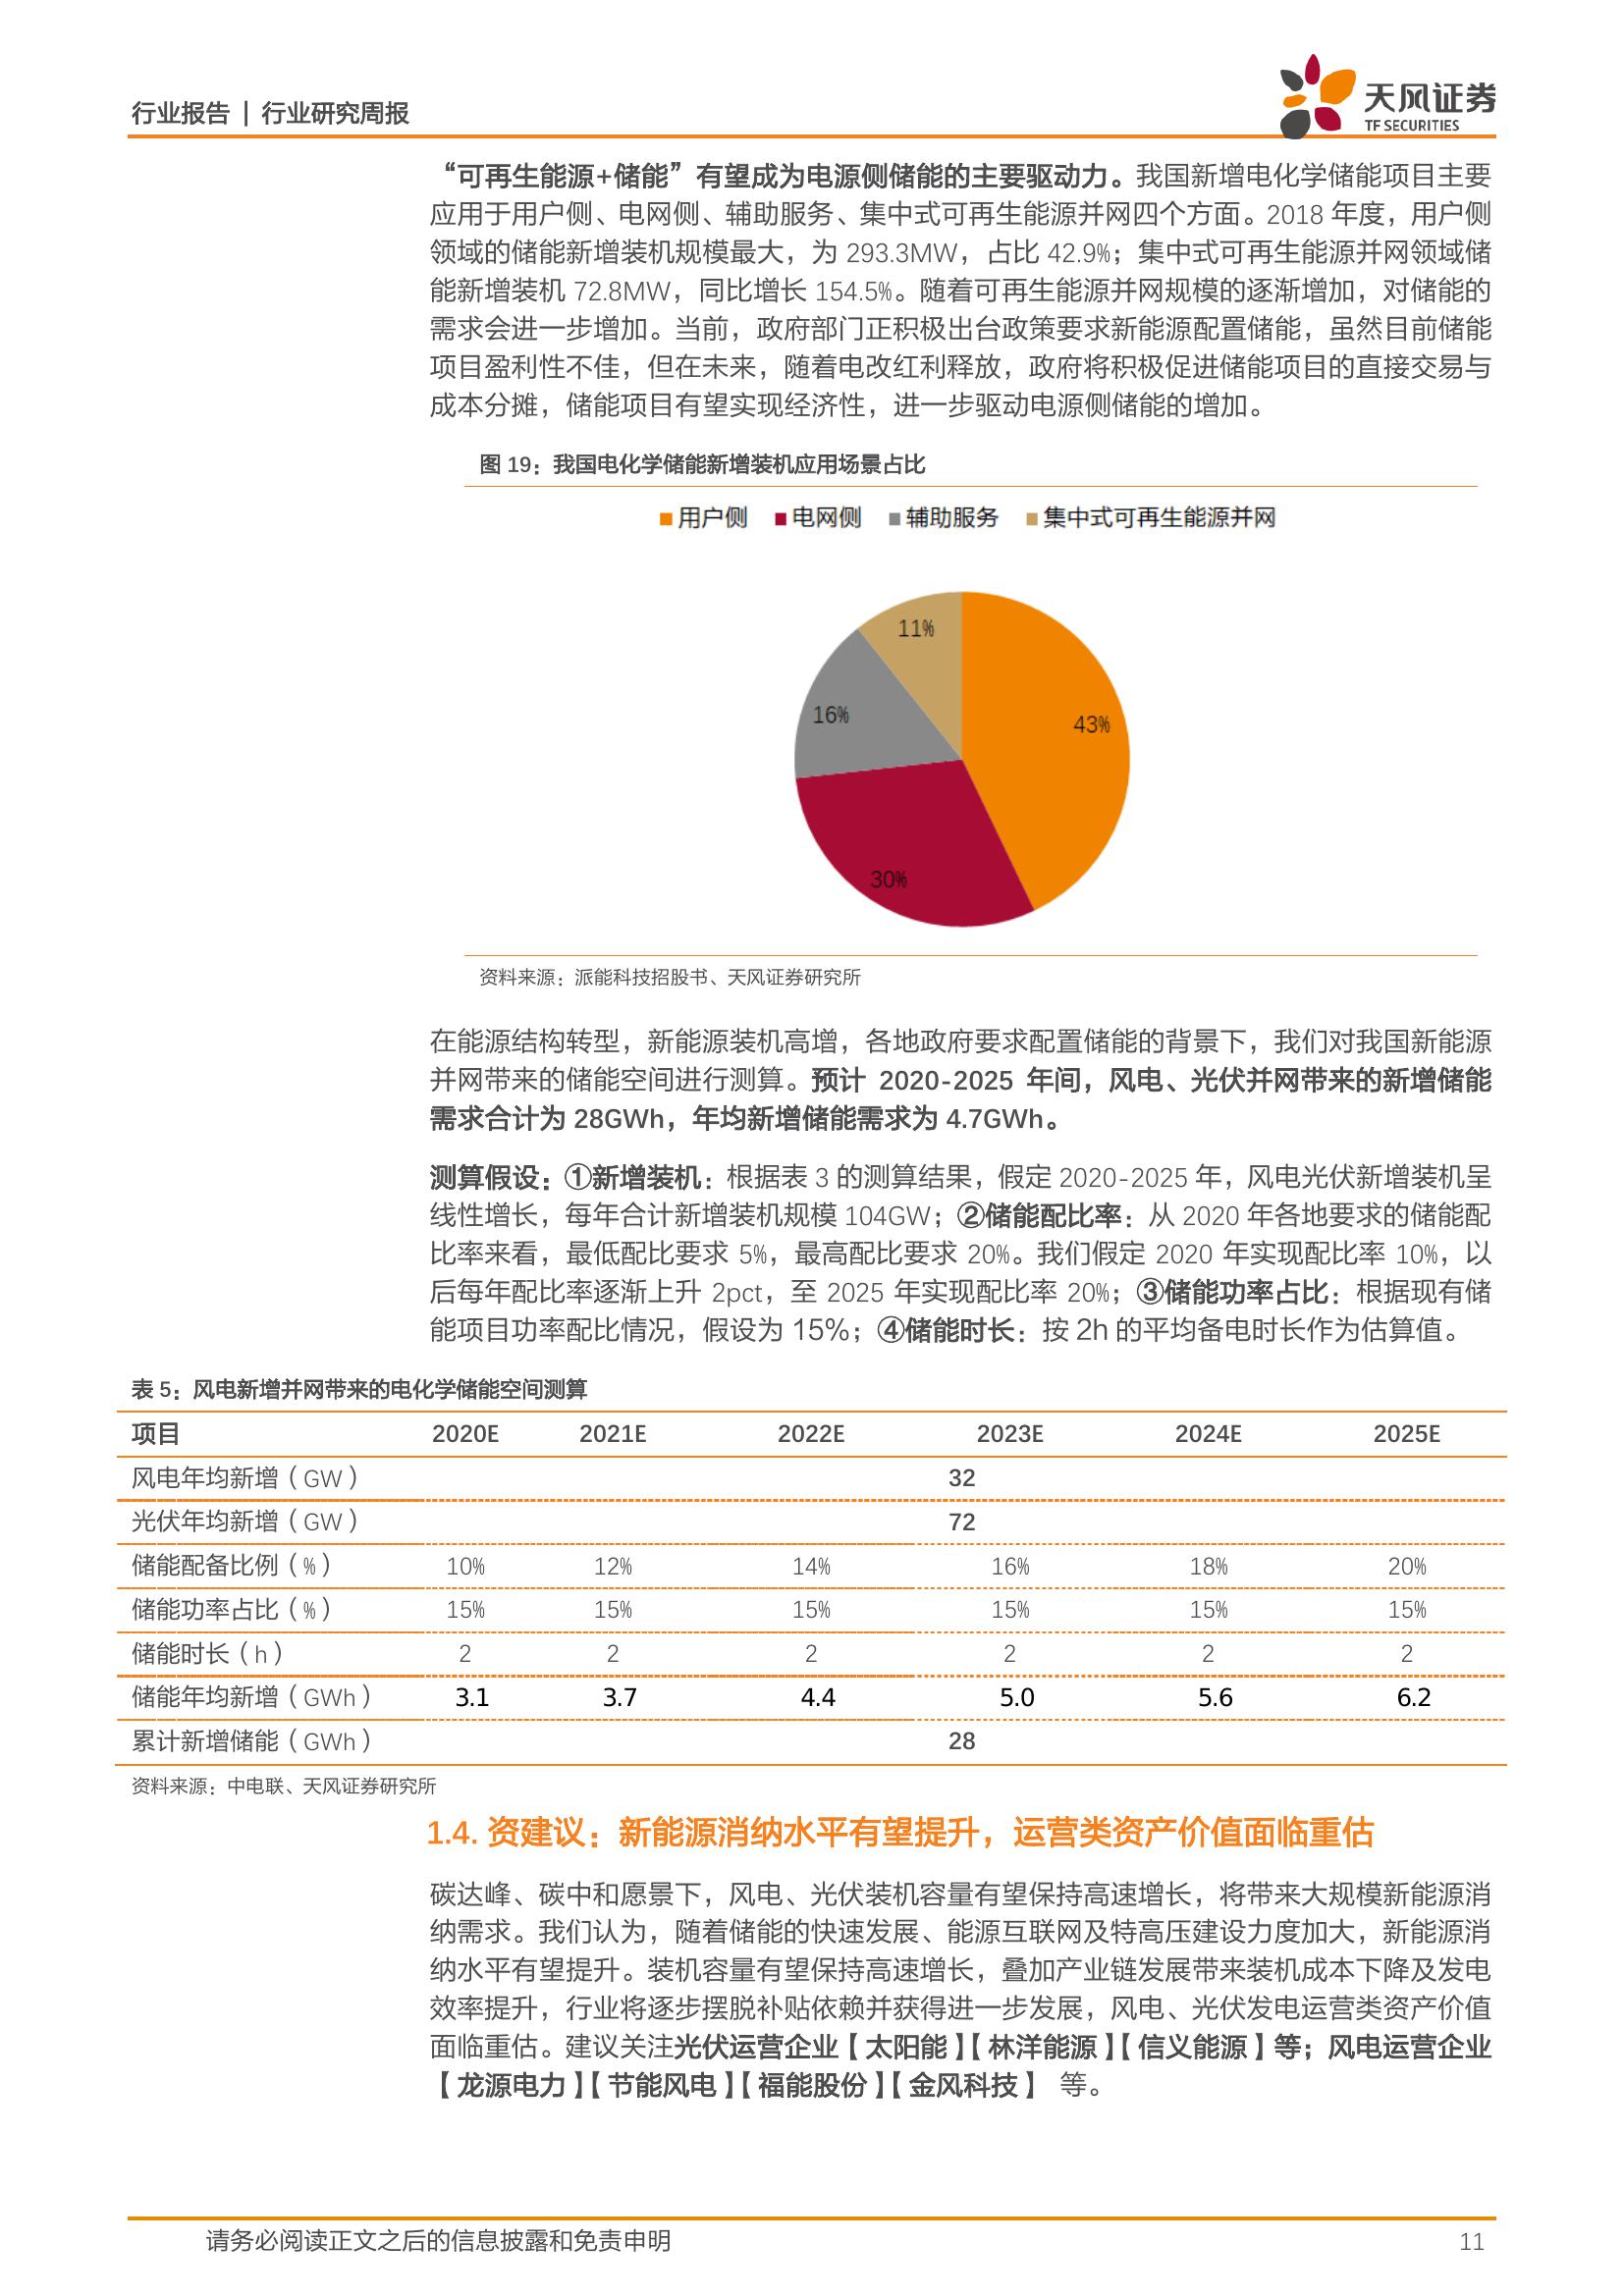 行业报告 | 行业研究周报
天风证券
TF SECURITIES
“可再生能源+储能”有望成为电源侧储能的主要驱动力。我国新增电化学储能项目主要
应用于用户侧、电网侧、辅助服务、集中式可再生能源并网四个方面。2018 年度，用户侧
领域的储能新增装机规模最大，为 293.3MW，占比 42.9%；集中式可再生能源并网领域储
能新增装机 72.8MW，同比增长 154.5%。随着可再生能源并网规模的逐渐增加，对储能的
需求会进一步增加。当前，政府部门正积极出台政策要求新能源配置储能，虽然目前储能
项目盈利性不佳，但在未来，随着电改红利释放，政府将积极促进储能项目的直接交易与
成本分摊，储能项目有望实现经济性，进一步驱动电源侧储能的增加。
图 19：我国电化学储能新增装机应用场景占比
用户侧 电网侧 辅助服务 集中式可再生能源并网
11%
16%
43%
30%
资料来源：派能科技招股书、天风证券研究所
在能源结构转型，新能源装机高增，各地政府要求配置储能的背景下，我们对我国新能源
并网带来的储能空间进行测算。预计 2020-2025 年间，风电、光伏并网带来的新增储能
需求合计为 28GWh，年均新增储能需求为 4.7GWh。
测算假设：①新增装机：根据表 3 的测算结果，假定 2020-2025 年，风电光伏新增装机呈
线性增长，每年合计新增装机规模 104GW；②储能配比率：从 2020 年各地要求的储能配
比率来看，最低配比要求 5%，最高配比要求 20%。我们假定 2020 年实现配比率 10%，以
后每年配比率逐渐上升 2pct，至 2025 年实现配比率 20%；③储能功率占比：根据现有储
能项目功率配比情况，假设为 15%；④储能时长：按 2h 的平均备电时长作为估算值。
表 5：风电新增并网带来的电化学储能空间测算
项目 2020E 2021E 2022E 2023E 2024E 2025E
风电年均新增（GW） 32
光伏年均新增（GW） 72
储能配备比例（%） 10% 12% 14% 16% 18% 20%
储能功率占比（%） 15% 15% 15% 15% 15% 15%
储能时长（h） 2 2 2 2 2 2
储能年均新增（GWh） 3.1 3.7 4.4 5.0 5.6 6.2
累计新增储能（GWh） 28
资料来源：中电联、天风证券研究所
1.4. 资建议：新能源消纳水平有望提升，运营类资产价值面临重估
碳达峰、碳中和愿景下，风电、光伏装机容量有望保持高速增长，将带来大规模新能源消
纳需求。我们认为，随着储能的快速发展、能源互联网及特高压建设力度加大，新能源消
纳水平有望提升。装机容量有望保持高速增长，叠加产业链发展带来装机成本下降及发电
效率提升，行业将逐步摆脱补贴依赖并获得进一步发展，风电、光伏发电运营类资产价值
面临重估。建议关注光伏运营企业【太阳能】【林洋能源】【信义能源】等；风电运营企业
【龙源电力】【节能风电】【福能股份】【金风科技】 等。
请务必阅读正文之后的信息披露和免责申明 11